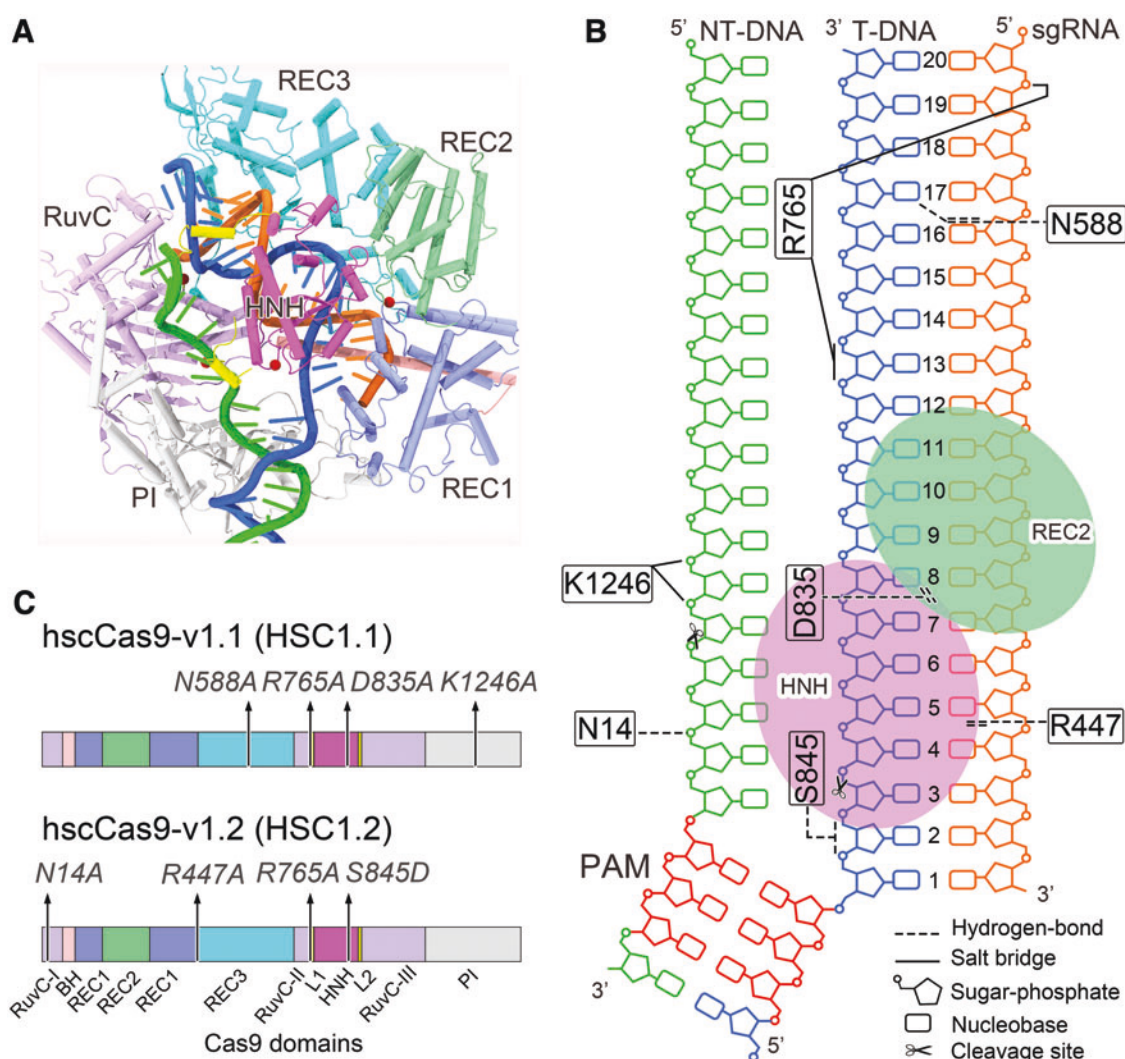 A
REC3
REC2
RuvC
HNH
PI
REC1
B
5’ NT-DNA
3’ T-DNA
5’ sgRNA
20
19
18
17
16
15
14
13
12
11
10
9
8
7
6
5
4
3
2
1
R765
N588
REC2
K1246
D835
HNH
N14
R447
S845
PAM
3’
3’
5’
Hydrogen-bond
Salt bridge
Sugar-phosphate
Nucleobase
Cleavage site
C
hscCas9-v1.1 (HSC1.1)
N588A R765A D835A K1246A
hscCas9-v1.2 (HSC1.2)
N14A R447A R765A S845D
RuvC-I
BH
REC1
REC2
REC1
REC3
RuvC-II
L1
HNH
L2
RuvC-III
PI
Cas9 domains